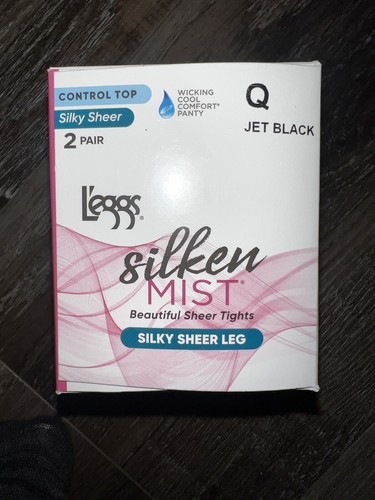 CONTROL TOP
Silky Sheer
2 PAIR
WICKING
COOL
COMFORT®
PANTY
Q
JET BLACK
L'eggs®
silken
MIST®
Beautiful Sheer Tights
SILKY SHEER LEG